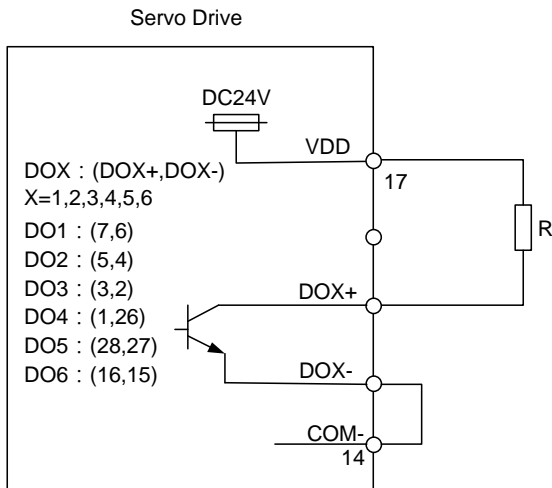 Servo Drive
DC24V
VDD
17
DOX : (DOX+,DOX-)
X=1,2,3,4,5,6
DO1 : (7,6)
DO2 : (5,4)
DO3 : (3,2)
DO4 : (1,26)
DO5 : (28,27)
DO6 : (16,15)
R
DOX+
DOX-
COM-
14